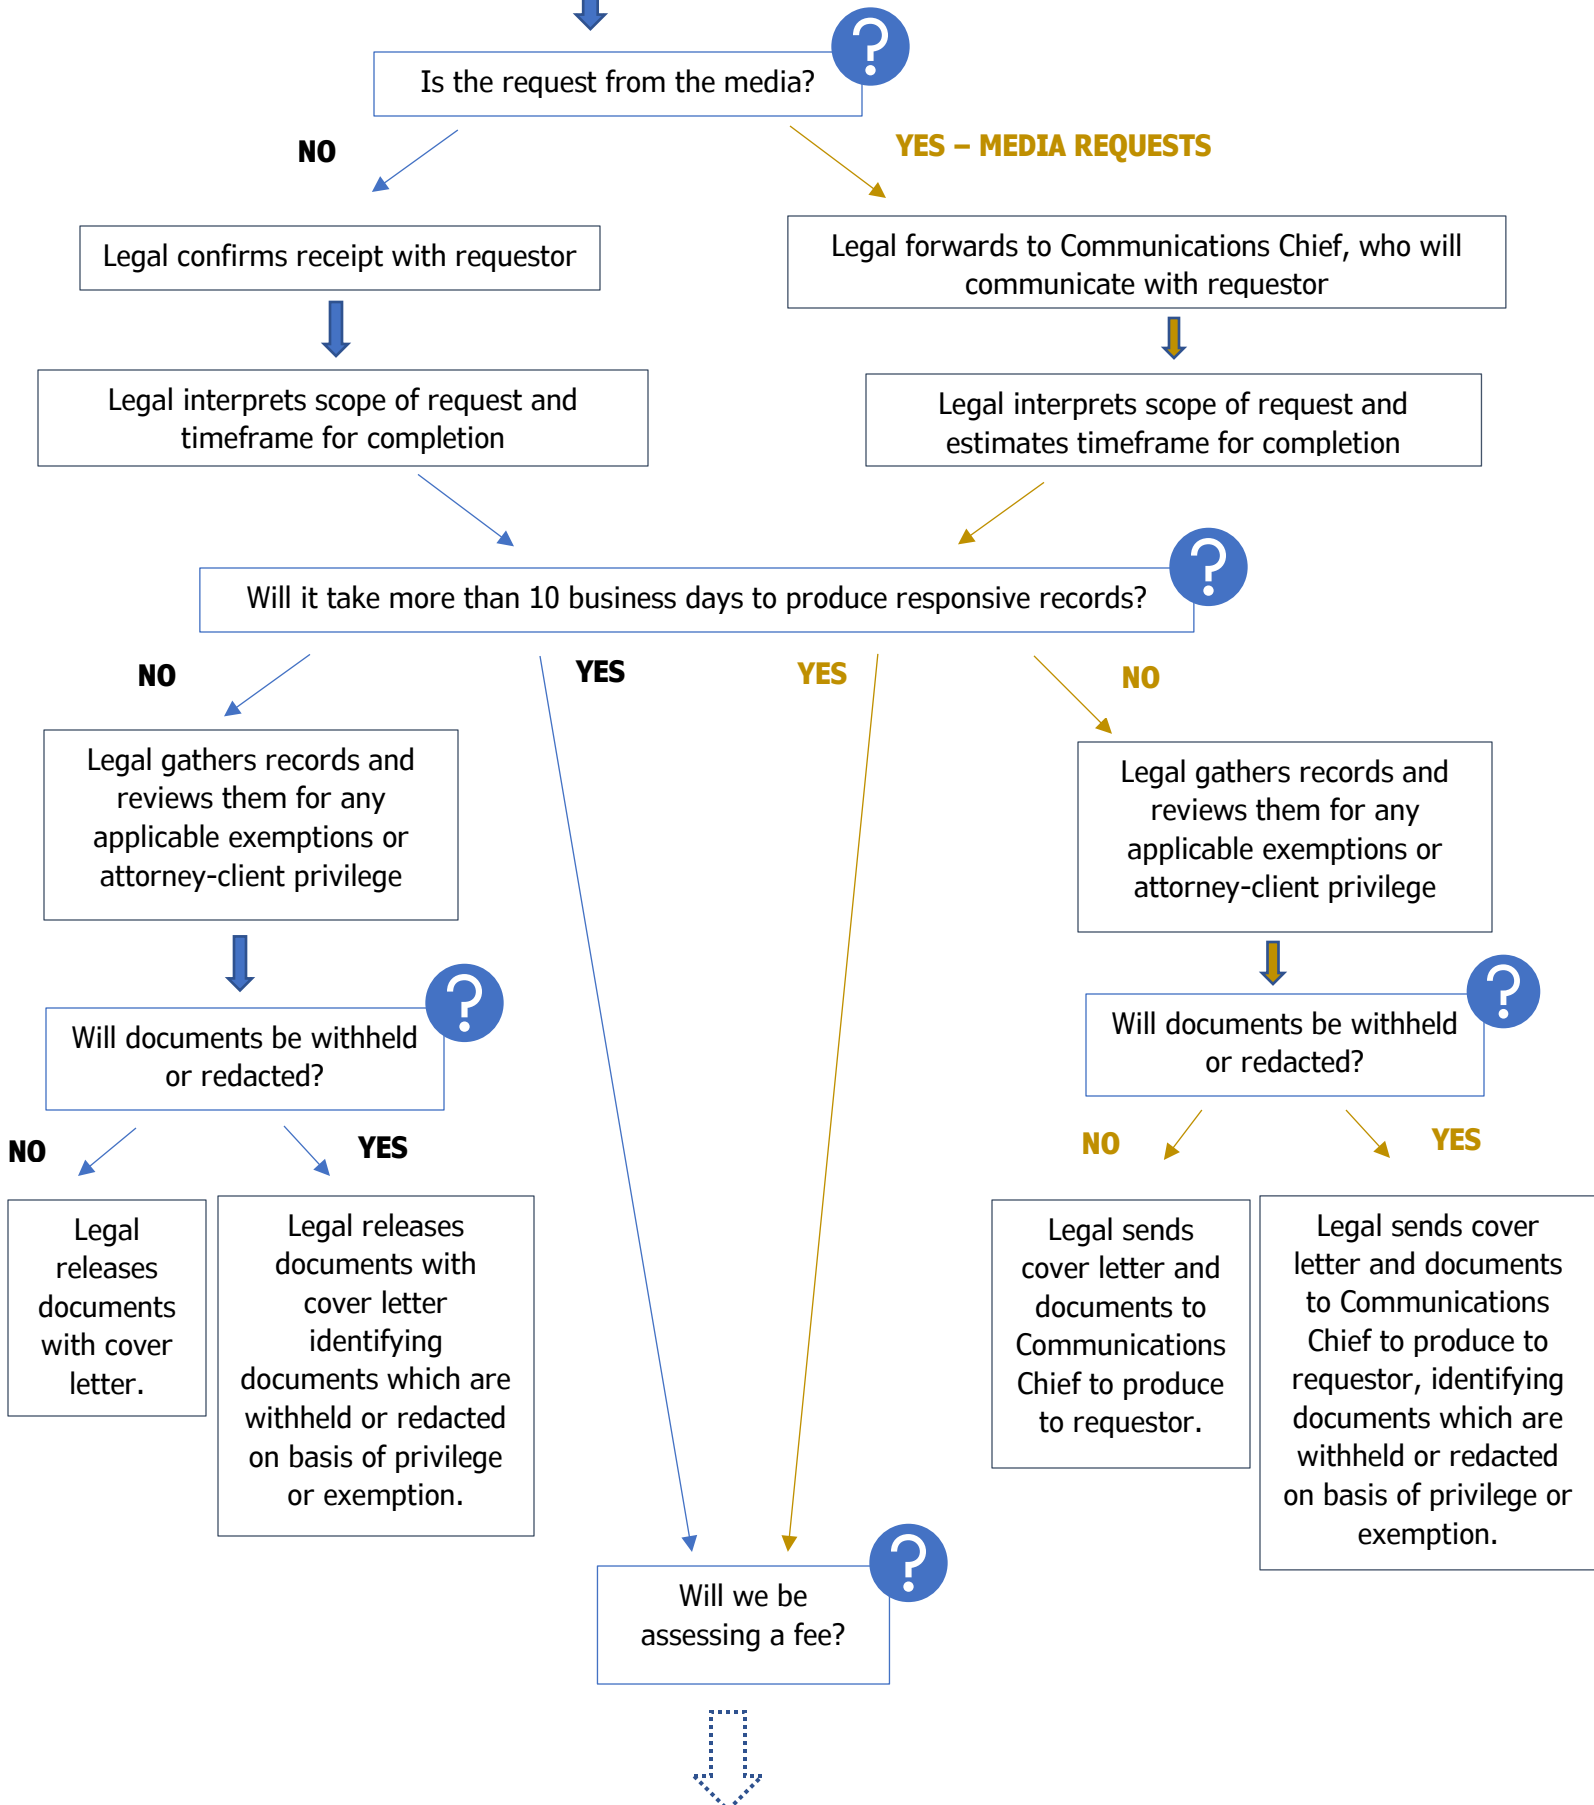 Is the request from the media?
NO
YES – MEDIA REQUESTS
Legal confirms receipt with requestor
Legal forwards to Communications Chief, who will
communicate with requestor
Legal interprets scope of request and
timeframe for completion
Legal interprets scope of request and
estimates timeframe for completion
Will it take more than 10 business days to produce responsive records?
NO
YES
YES
NO
Legal gathers records and
reviews them for any
applicable exemptions or
attorney-client privilege
Legal gathers records and
reviews them for any
applicable exemptions or
attorney-client privilege
Will documents be withheld
or redacted?
Will documents be withheld
or redacted?
NO
YES
NO
YES
Legal
releases
documents
with cover
letter.
Legal releases
documents with
cover letter
identifying
documents which are
withheld or redacted
on basis of privilege
or exemption.
Legal sends
cover letter and
documents to
Communications
Chief to produce
to requestor.
Legal sends cover
letter and documents
to Communications
Chief to produce to
requestor, identifying
documents which are
withheld or redacted
on basis of privilege or
exemption.
Will we be
assessing a fee?